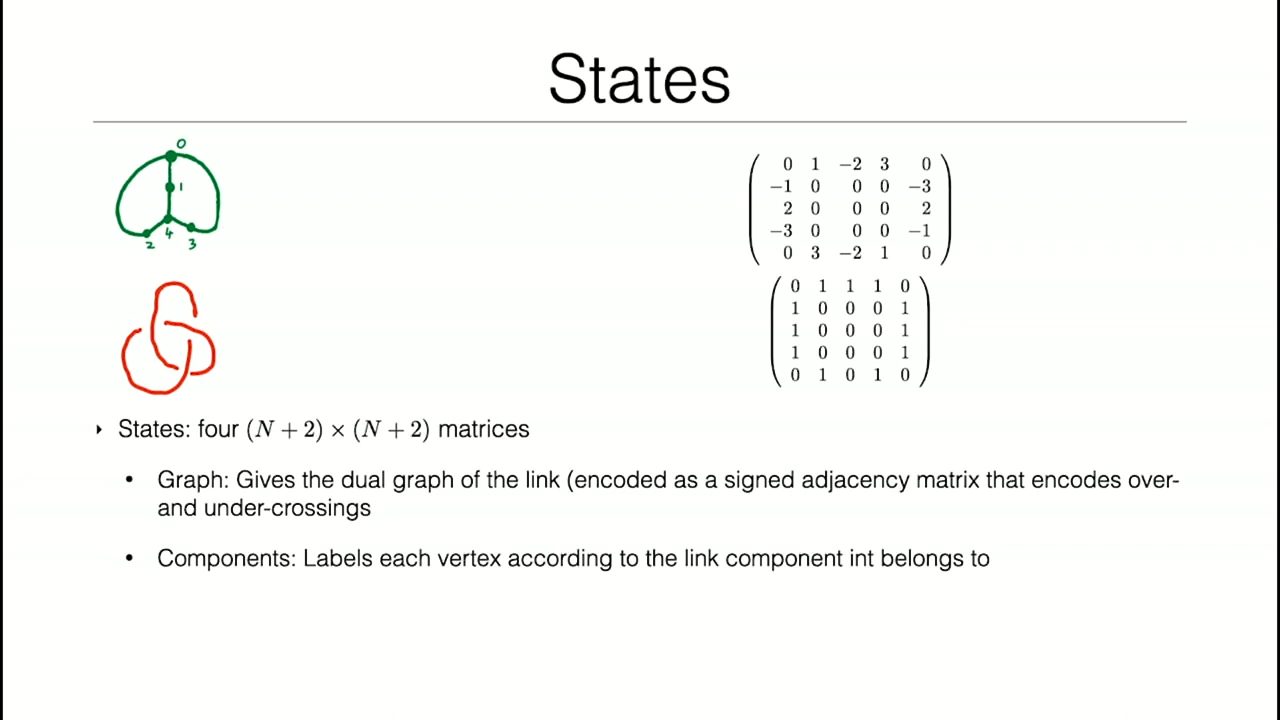 States
0
1
4
2
3
0 1 −2 3 0
−1 0 0 0 −3
2 0 0 0 2
−3 0 0 0 −1
0 3 −2 1 0
0 1 1 1 0
1 0 0 0 1
1 0 0 0 1
1 0 0 0 1
0 1 0 1 0
‣ States: four (N + 2) × (N + 2) matrices
• Graph: Gives the dual graph of the link (encoded as a signed adjacency matrix that encodes over-
and under-crossings
• Components: Labels each vertex according to the link component int belongs to